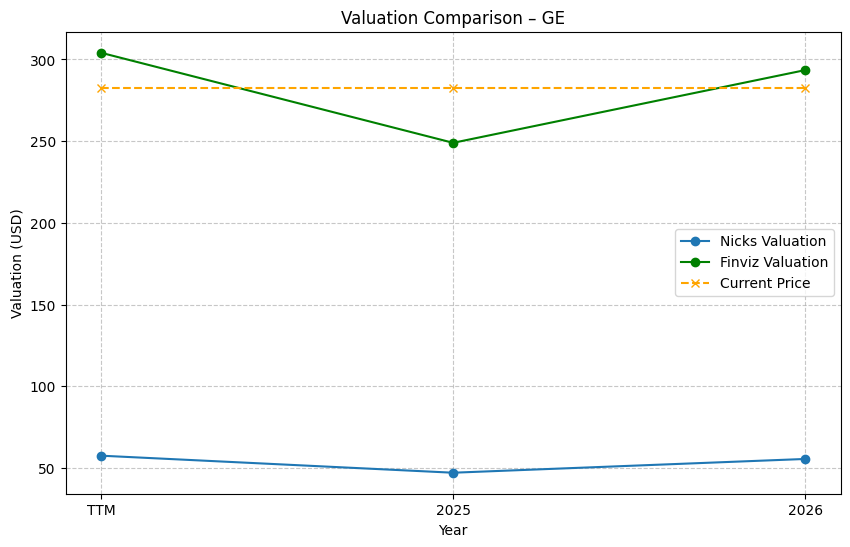 Valuation Comparison – GE
Valuation (USD)
300
250
200
150
100
50
Nicks Valuation
Finviz Valuation
Current Price
TTM
2025
2026
Year